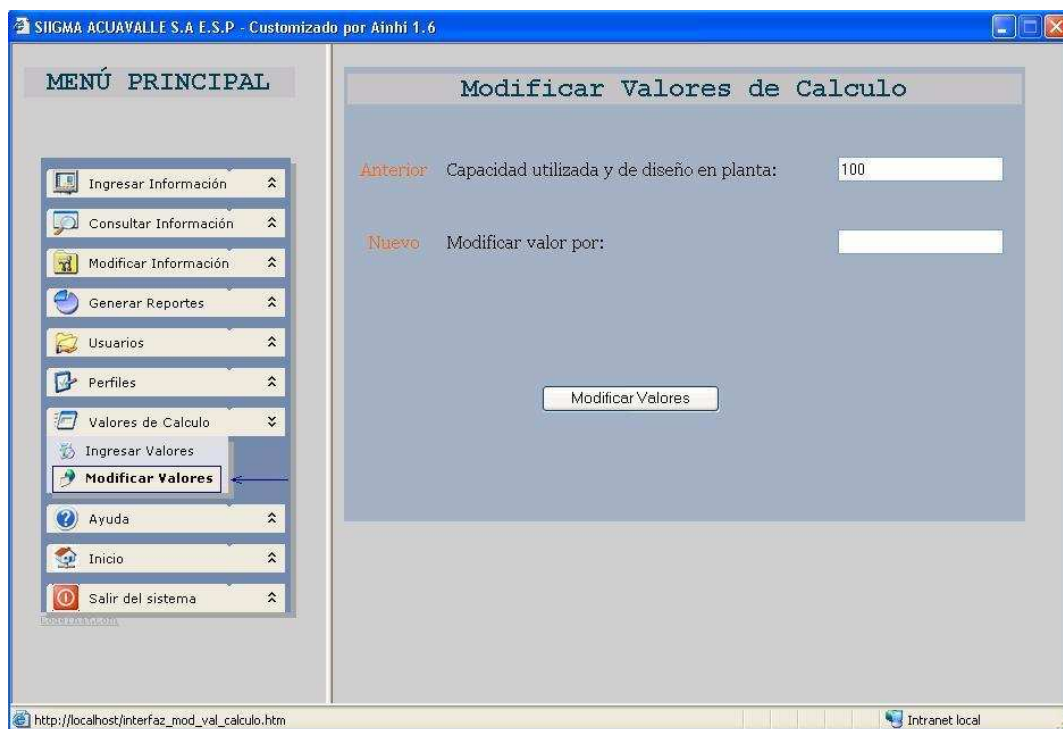 SIIGMA ACUAVALLE S.A E.S.P - Customizado por Ainhi 1.6
MENÚ PRINCIPAL
Ingresar Información
Consultar Información
Modificar Información
Generar Reportes
Usuarios
Perfiles
Valores de Calculo
Ingresar Valores
Modificar Valores
Ayuda
Inicio
Salir del sistema
Modificar Valores de Calculo
Anterior Capacidad utilizada y de diseño en planta: 100
Nuevo Modificar valor por:
Modificar Valores
http://localhost/interfaz_mod_val_calculo.htm Intranet local